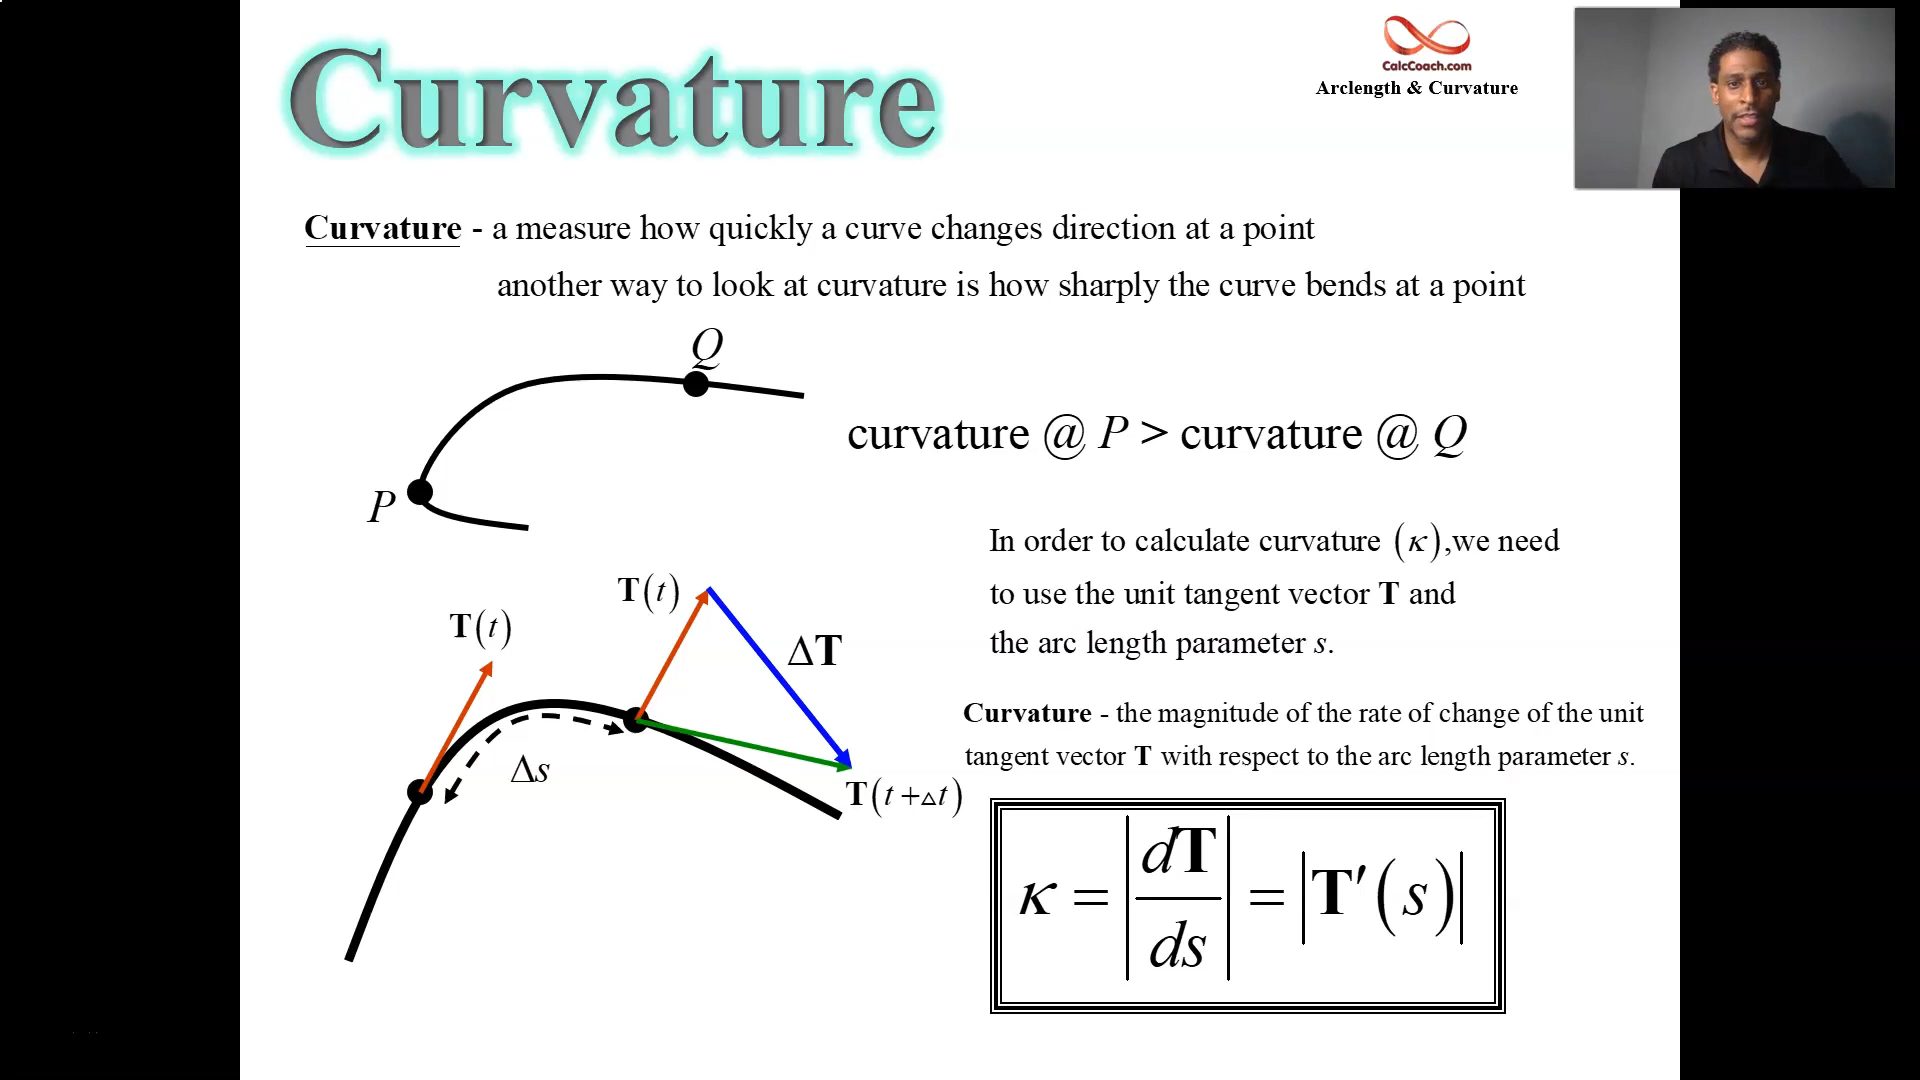 Curvature
CalcCoach.com
Arclength & Curvature
Curvature - a measure how quickly a curve changes direction at a point
another way to look at curvature is how sharply the curve bends at a point
Q
P
curvature @ P > curvature @ Q
In order to calculate curvature (κ),we need
to use the unit tangent vector T and
the arc length parameter s.
T(t)
T(t)
ΔT
Δs
T(t+△t)
Curvature - the magnitude of the rate of change of the unit
tangent vector T with respect to the arc length parameter s.
κ = |dT/ds| = |T′(s)|